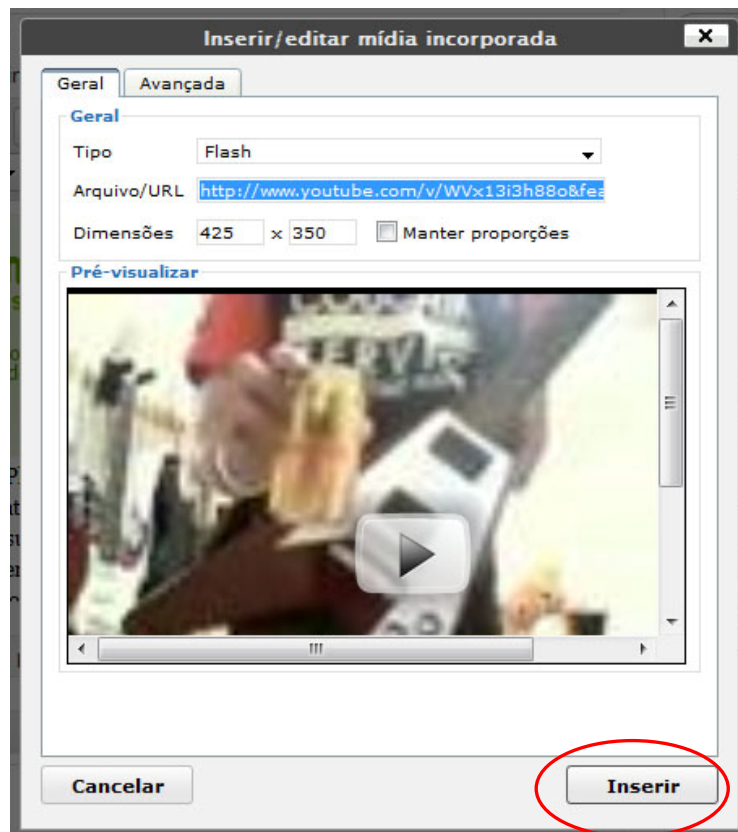 Inserir/editar mídia incorporada
Geral Avançada
Geral
Tipo Flash
Arquivo/URL http://www.youtube.com/v/WVx13i3h88o&fea
Dimensões 425 x 350 Manter proporções
Pré-visualizar
Cancelar Inserir